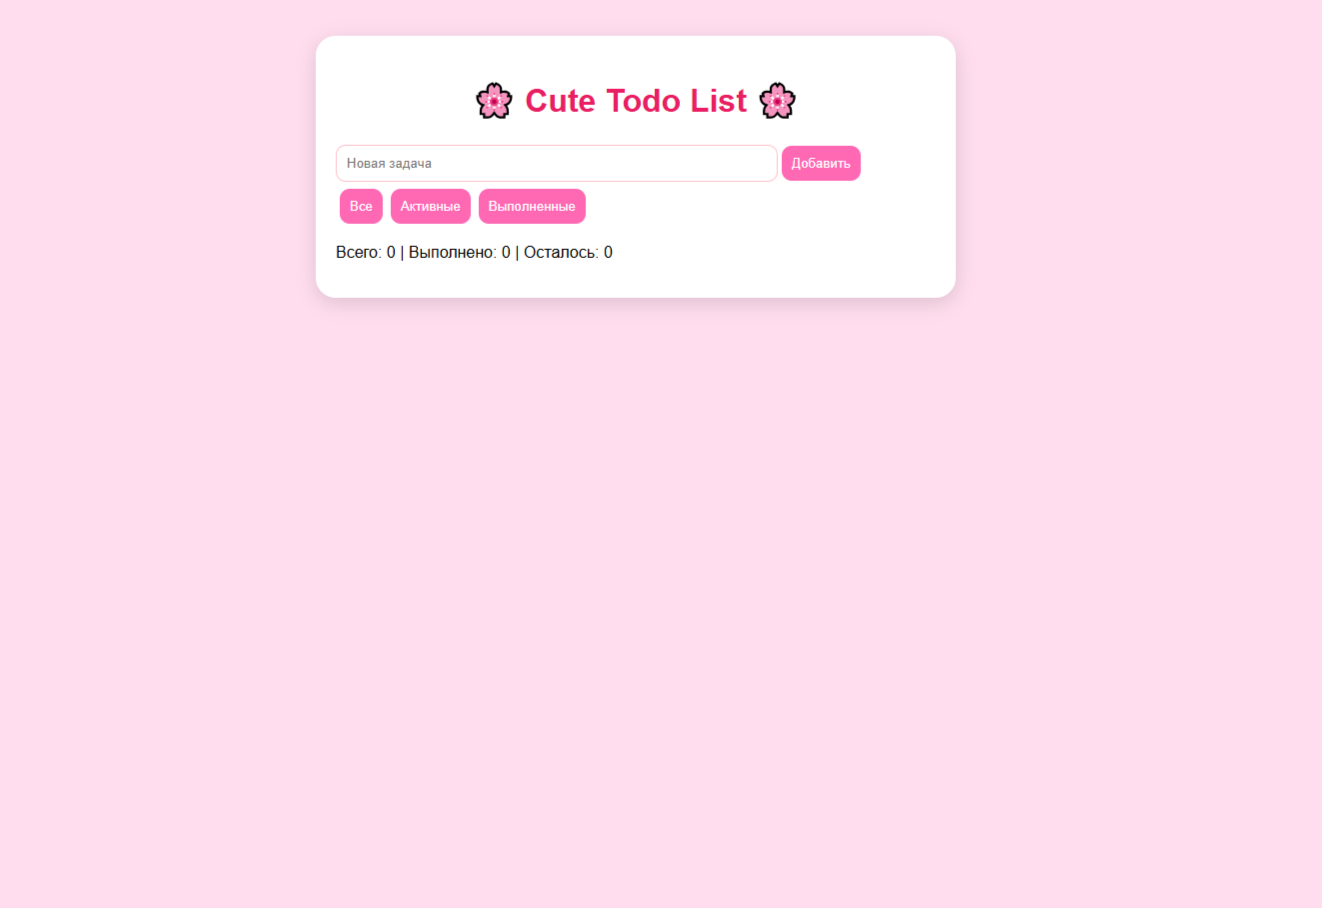 🌸 Cute Todo List 🌸
Новая задача Добавить
Все Активные Выполненные
Всего: 0 | Выполнено: 0 | Осталось: 0